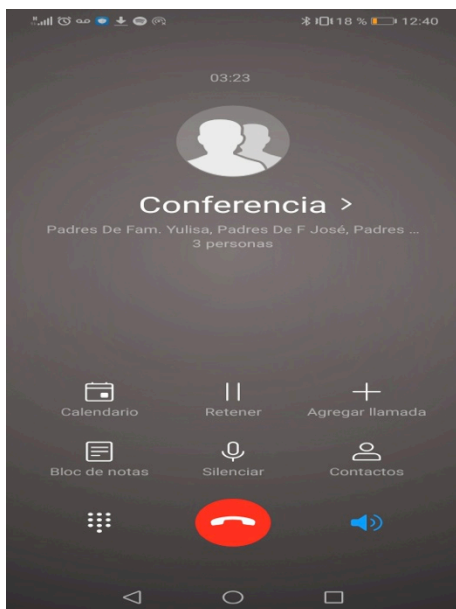 18 % 12:40
03:23
Conferencia >
Padres De Fam. Yulisa, Padres De F José, Padres ...
3 personas
Calendario Retener Agregar llamada
Bloc de notas Silenciar Contactos